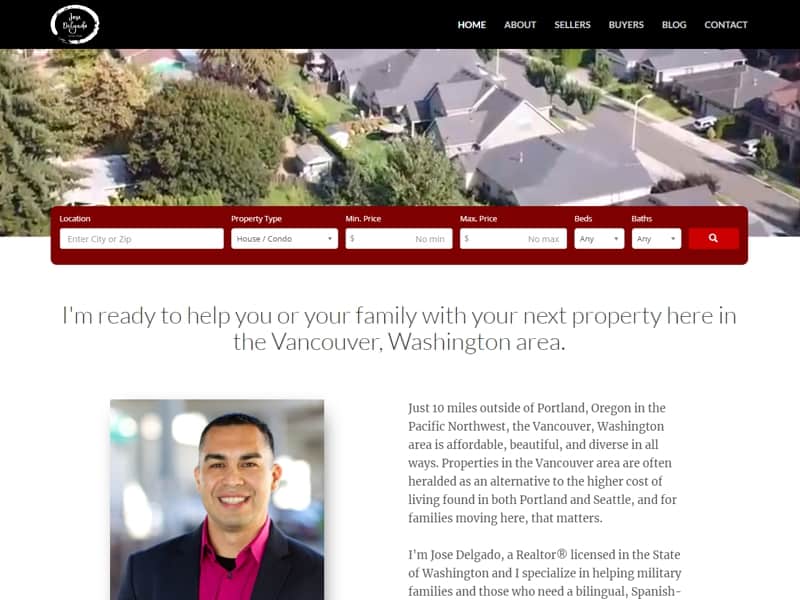 Jose
Delgado
HOME ABOUT SELLERS BUYERS BLOG CONTACT
Location Property Type Min. Price Max. Price Beds Baths
Enter City or Zip House / Condo $ No min $ No max Any Any
I'm ready to help you or your family with your next property here in
the Vancouver, Washington area.
Just 10 miles outside of Portland, Oregon in the
Pacific Northwest, the Vancouver, Washington
area is affordable, beautiful, and diverse in all
ways. Properties in the Vancouver area are often
heralded as an alternative to the higher cost of
living found in both Portland and Seattle, and for
families moving here, that matters.
I'm Jose Delgado, a Realtor® licensed in the State
of Washington and I specialize in helping military
families and those who need a bilingual, Spanish-